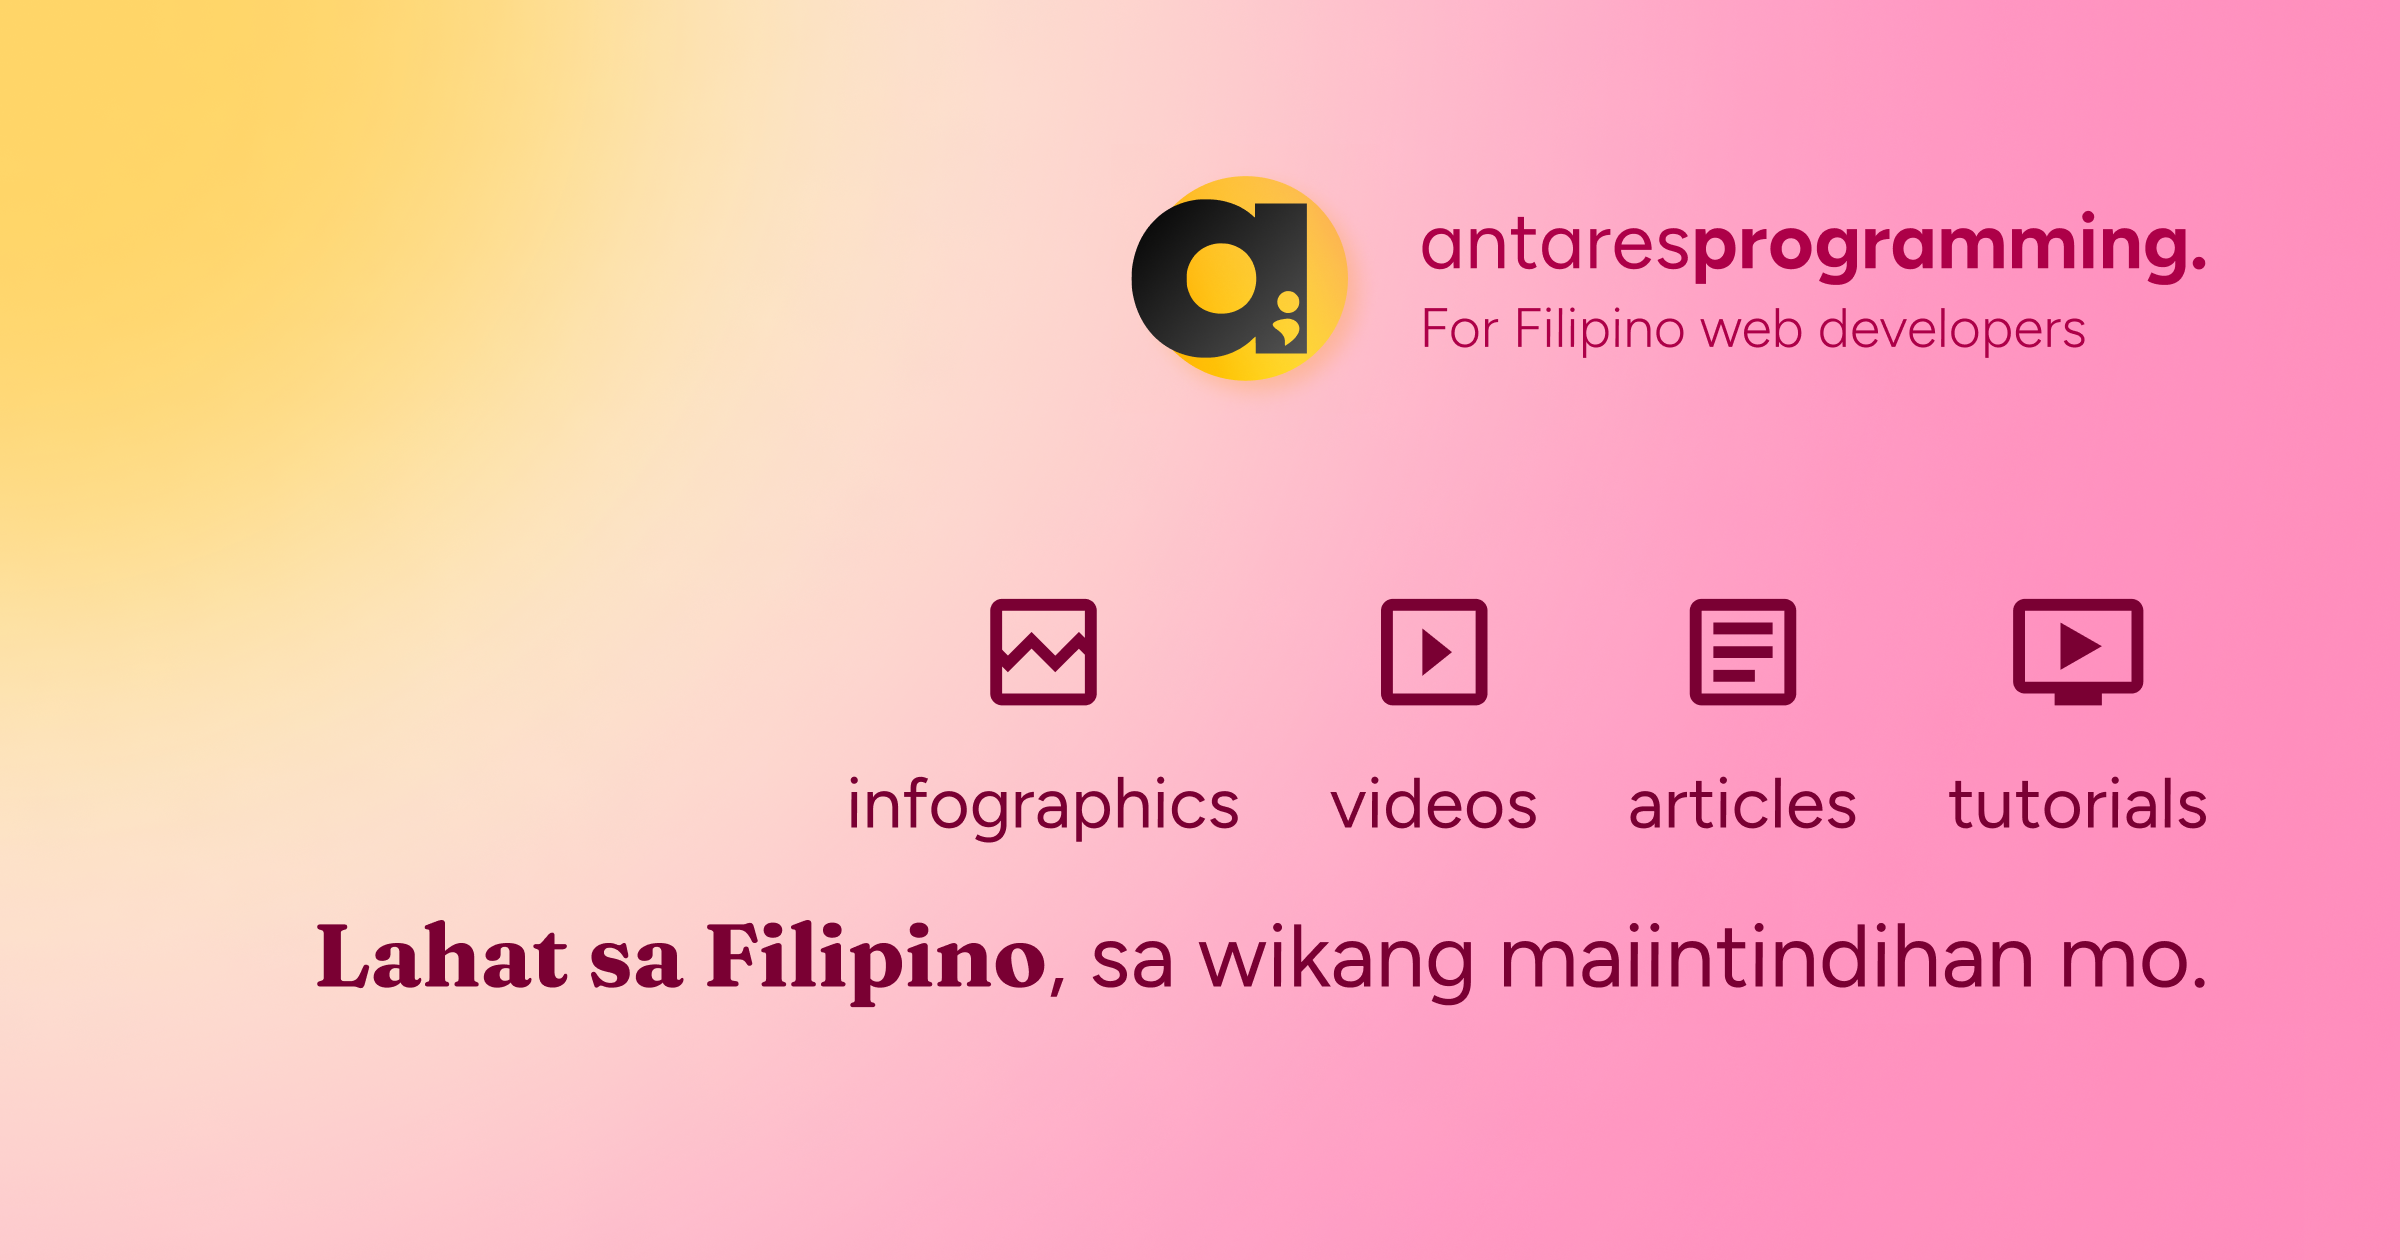 a;
antaresprogramming.
For Filipino web developers
infographics videos articles tutorials
Lahat sa Filipino, sa wikang maiintindihan mo.